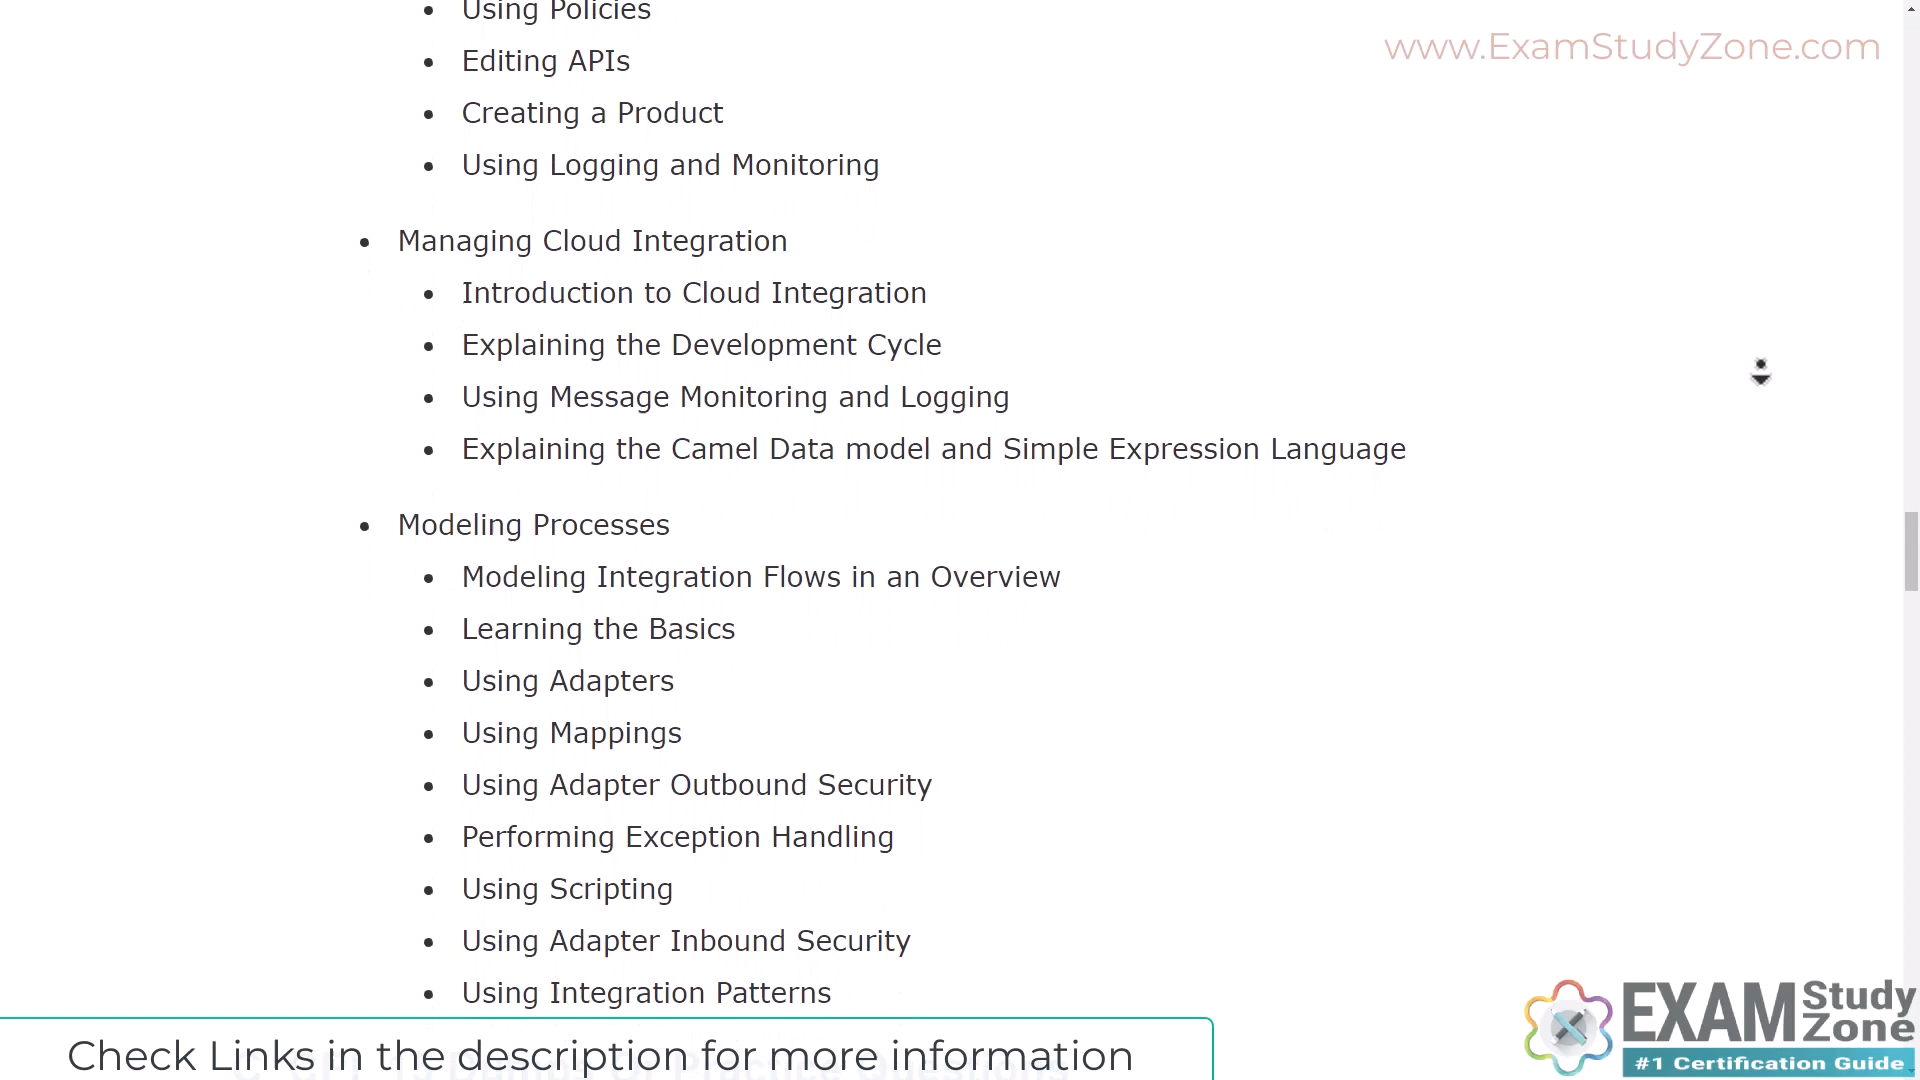 Using Policies
www.ExamStudyZone.com
Editing APIs
Creating a Product
Using Logging and Monitoring
Managing Cloud Integration
Introduction to Cloud Integration
Explaining the Development Cycle
Using Message Monitoring and Logging
Explaining the Camel Data model and Simple Expression Language
Modeling Processes
Modeling Integration Flows in an Overview
Learning the Basics
Using Adapters
Using Mappings
Using Adapter Outbound Security
Performing Exception Handling
Using Scripting
Using Adapter Inbound Security
Using Integration Patterns
Check Links in the description for more information
EXAM Study Zone
#1 Certification Guide